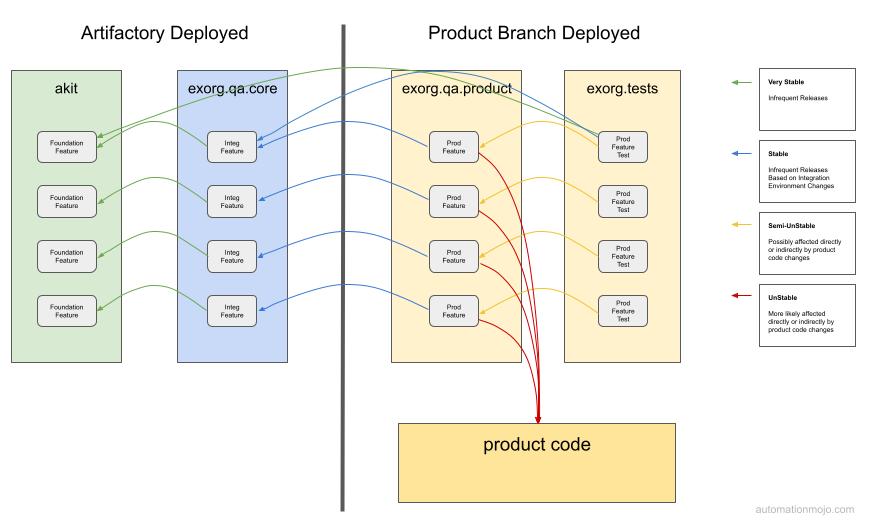 Artifactory Deployed
Product Branch Deployed
akit
exorg.qa.core
exorg.qa.product
exorg.tests
Foundation
Feature
Integ
Feature
Prod
Feature
Prod
Feature
Test
Foundation
Feature
Integ
Feature
Prod
Feature
Prod
Feature
Test
Foundation
Feature
Integ
Feature
Prod
Feature
Prod
Feature
Test
Foundation
Feature
Integ
Feature
Prod
Feature
Prod
Feature
Test
product code
Very Stable
Infrequent Releases
Stable
Infrequent Releases
Based on Integration
Environment Changes
Semi-UnStable
Possibly affected directly
or indirectly by product
code changes
UnStable
More likely affected
directly or indirectly by
product code changes
automationmojo.com